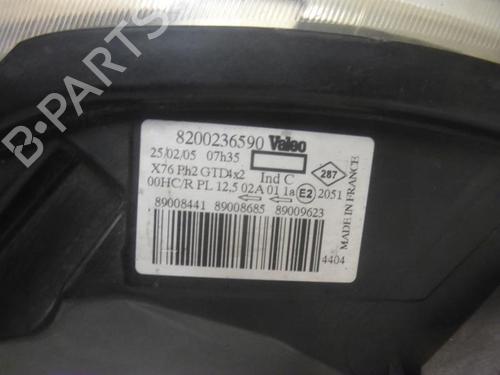 8200236590 Valeo
25/02/05 07h35
X76 Ph2 GTD4x2 Ind C 287
00HC/R PL 12,5 02A 01 1a E2 2051
89008441 89008685 89009623
MADE IN FRANCE
4404
B-PARTS